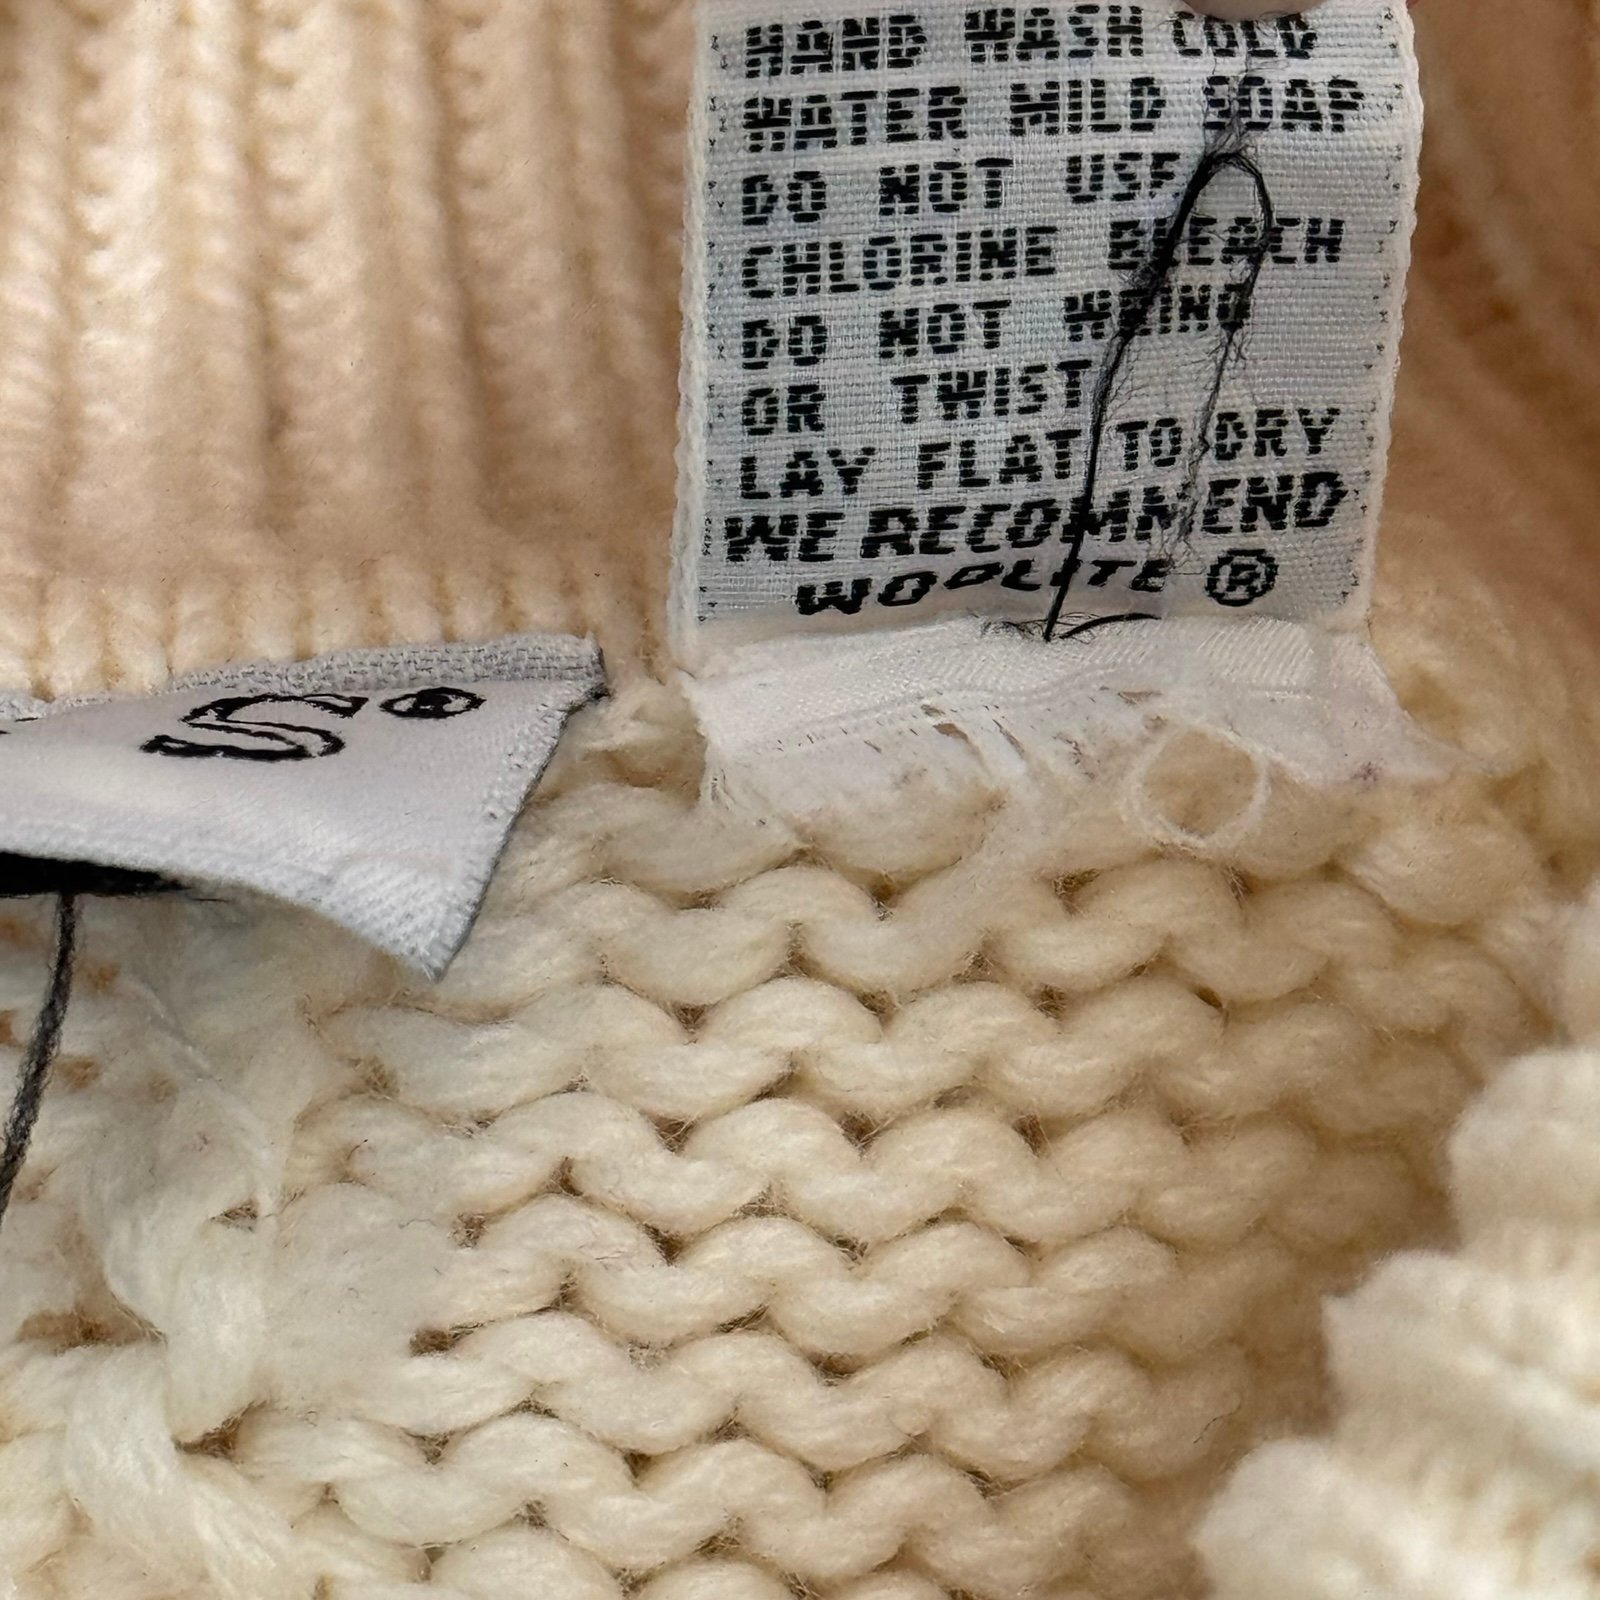 HAND WASH COLD
WATER MILD SOAP
DO NOT USE
CHLORINE BLEACH
DO NOT WRING
OR TWIST
LAY FLAT TO DRY
WE RECOMMEND
WOOLITE ®
S®